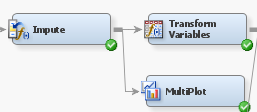 Impute
Transform
Variables
MultiPlot